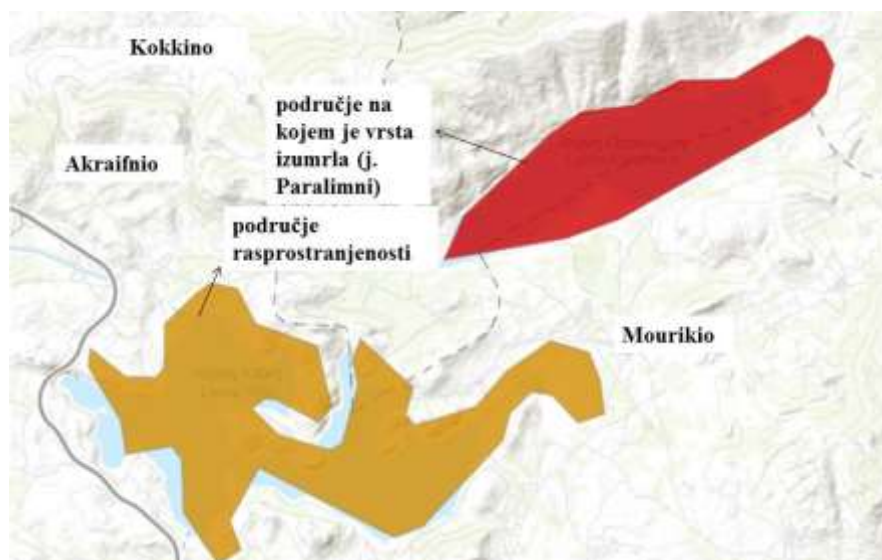 Kokkino
područje na
kojem je vrsta
izumrla (j.
Paralimni)
Akraifnio
područje
rasprostranjenosti
Mourikio